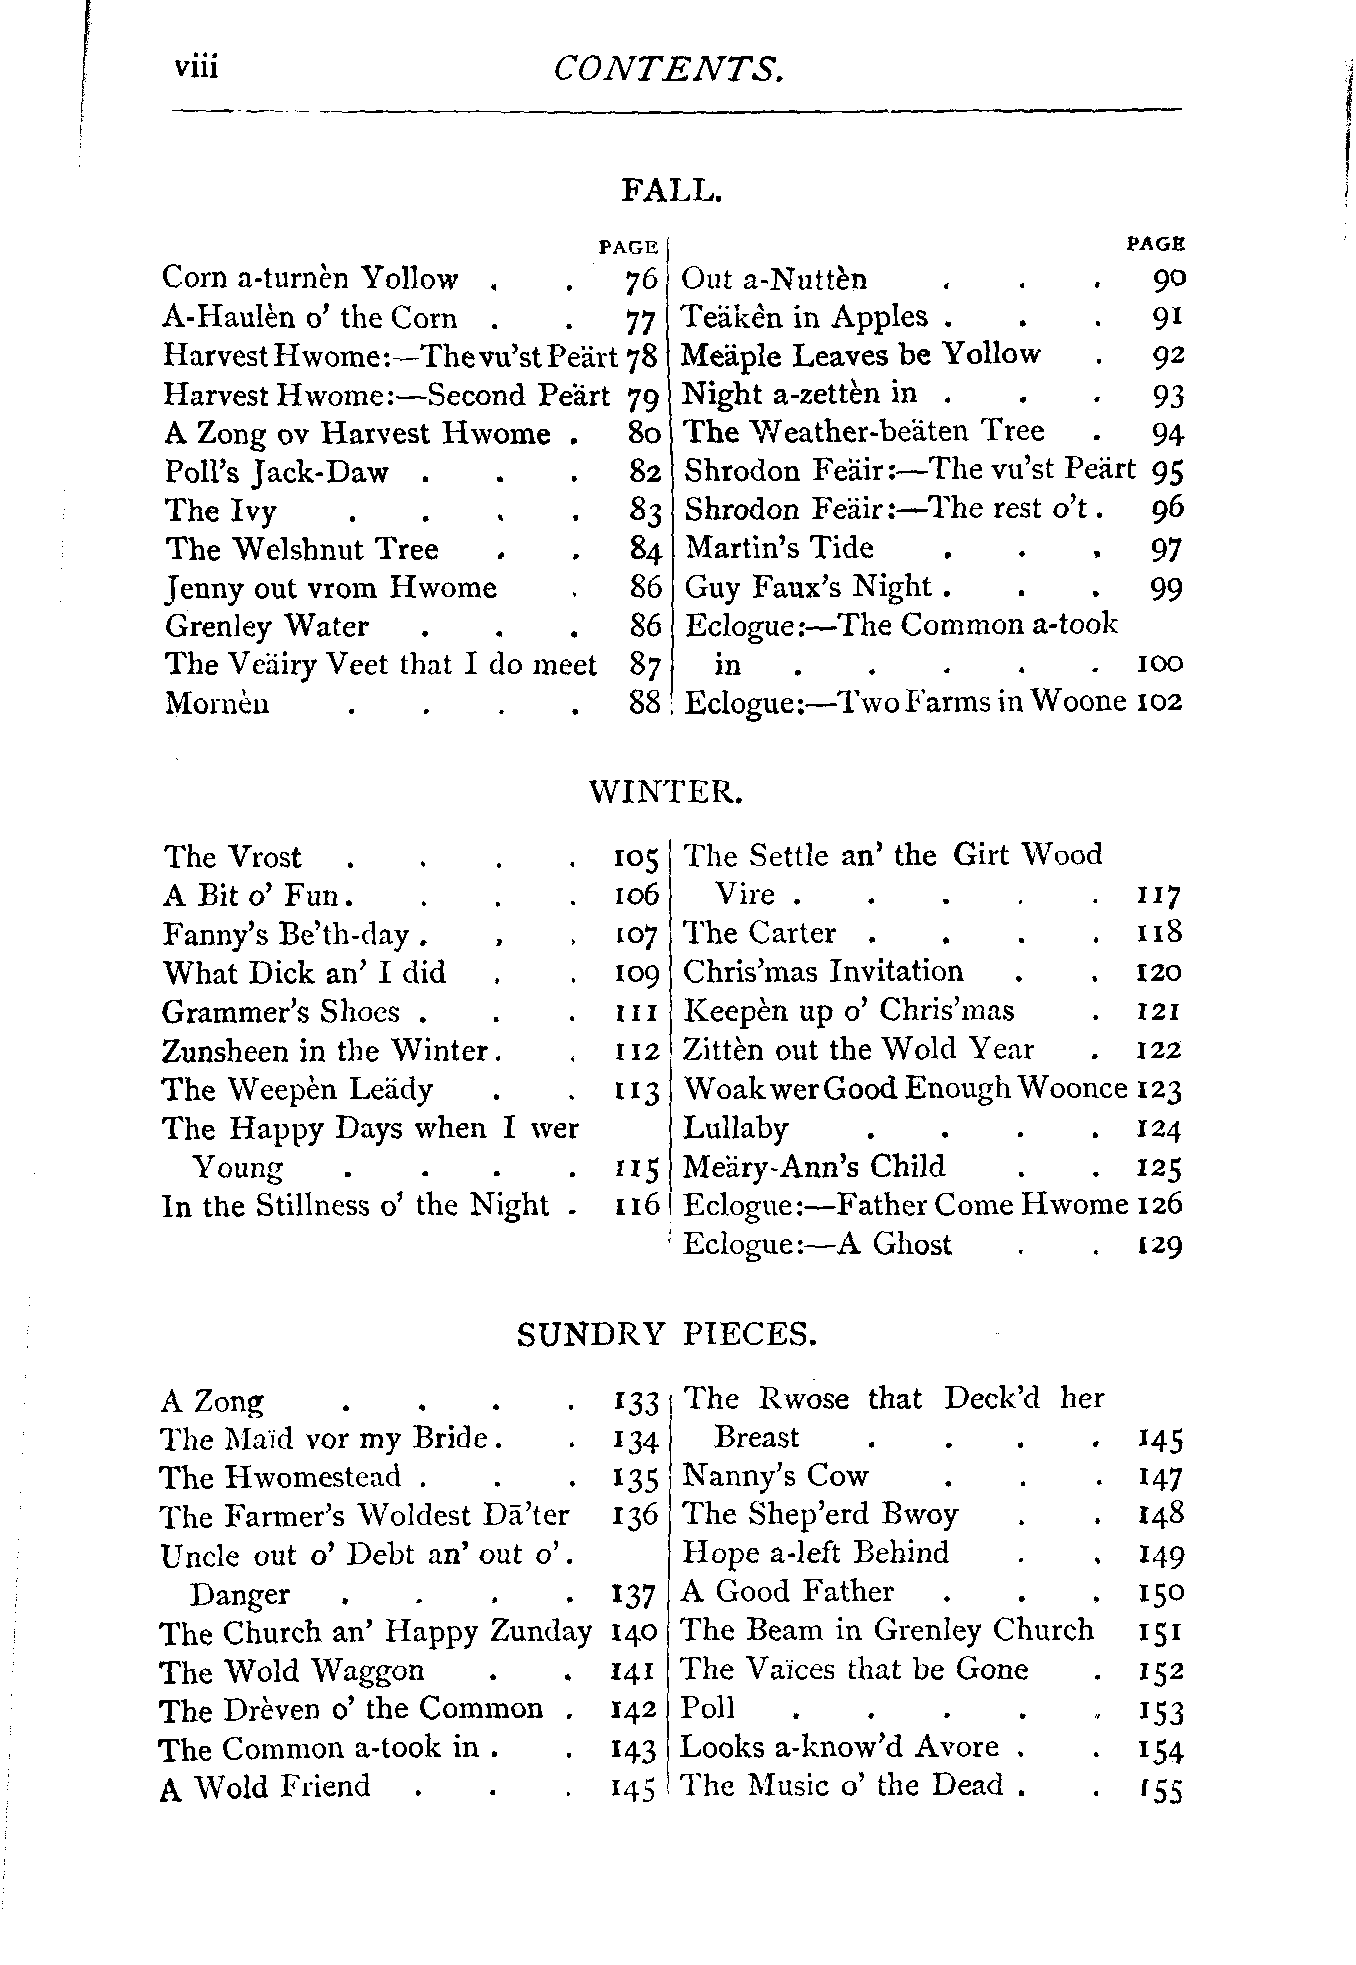 viii
CONTENTS.
FALL.
PAGE
Corn a-turnèn Yollow . . 76
A-Haulèn o' the Corn . . 77
Harvest Hwome:—The vu'st Peärt 78
Harvest Hwome:—Second Peärt 79
A Zong ov Harvest Hwome . 80
Poll's Jack-Daw . . . 82
The Ivy . . . . 83
The Welshnut Tree . . 84
Jenny out vrom Hwome . 86
Grenley Water . . . 86
The Veäiry Veet that I do meet 87
Mornèn . . . . 88
PAGE
Out a-Nuttèn . . . 90
Teäkèn in Apples . . . 91
Meäple Leaves be Yollow . 92
Night a-zettèn in . . . 93
The Weather-beäten Tree . 94
Shrodon Feäir:—The vu'st Peärt 95
Shrodon Feäir:—The rest o't . 96
Martin's Tide . . . 97
Guy Faux's Night . . . 99
Eclogue:—The Common a-took
in . . . . . 100
Eclogue:—Two Farms in Woone 102
WINTER.
The Vrost . . . . 105
A Bit o' Fun . . . . 106
Fanny's Be'th-day . . . 107
What Dick an' I did . . 109
Grammer's Shoes . . . 111
Zunsheen in the Winter . . 112
The Weepèn Leädy . . 113
The Happy Days when I wer
Young . . . . 115
In the Stillness o' the Night . 116
The Settle an' the Girt Wood
Vire . . . . . 117
The Carter . . . . 118
Chris'mas Invitation . . 120
Keepèn up o' Chris'mas . 121
Zittèn out the Wold Year . 122
Woak wer Good Enough Woonce 123
Lullaby . . . . 124
Meäry-Ann's Child . . 125
Eclogue:—Father Come Hwome 126
Eclogue:—A Ghost . . 129
SUNDRY PIECES.
A Zong . . . . 133
The Maïd vor my Bride . . 134
The Hwomestead . . . 135
The Farmer's Woldest Dā'ter 136
Uncle out o' Debt an' out o' .
Danger . . . . 137
The Church an' Happy Zunday 140
The Wold Waggon . . 141
The Drèven o' the Common . 142
The Common a-took in . . 143
A Wold Friend . . . 145
The Rwose that Deck'd her
Breast . . . . 145
Nanny's Cow . . . 147
The Shep'erd Bwoy . . 148
Hope a-left Behind . . 149
A Good Father . . . 150
The Beam in Grenley Church 151
The Vaïces that be Gone . 152
Poll . . . . . 153
Looks a-know'd Avore . . 154
The Music o' the Dead . . 155